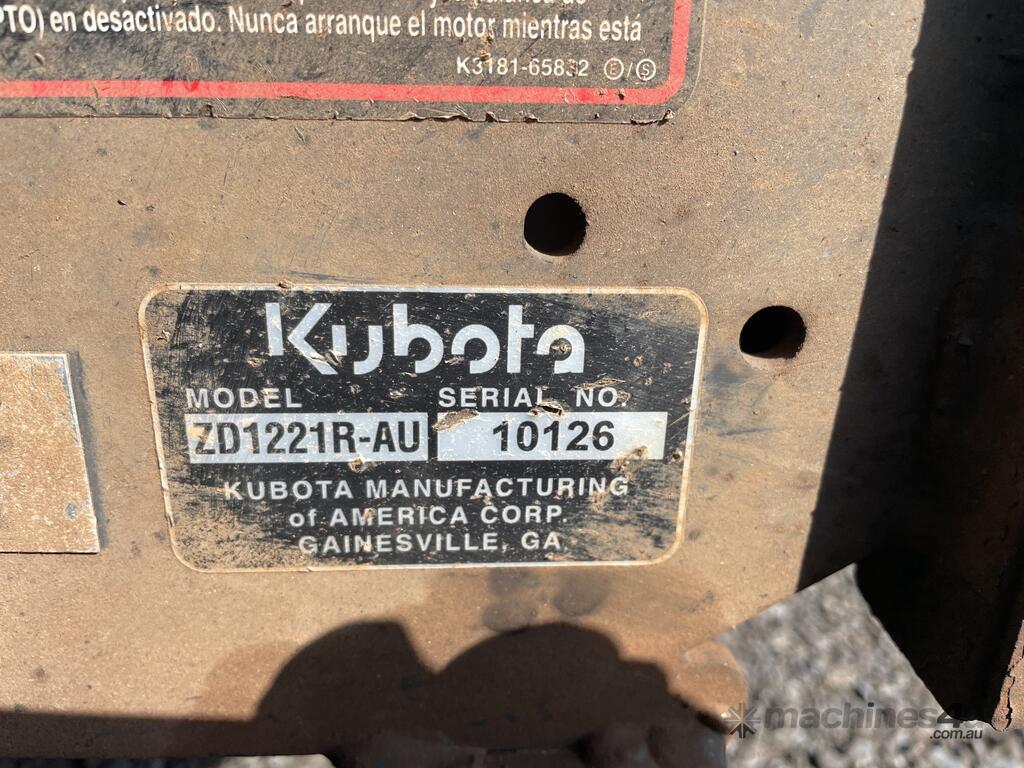 PTO) en desactivado. Nunca arranque el motor mientras está
K3181-65832 Ⓔ/Ⓢ
Kubota
MODEL SERIAL NO.
ZD1221R-AU 10126
KUBOTA MANUFACTURING
of AMERICA CORP.
GAINESVILLE, GA
machines4u
.com.au